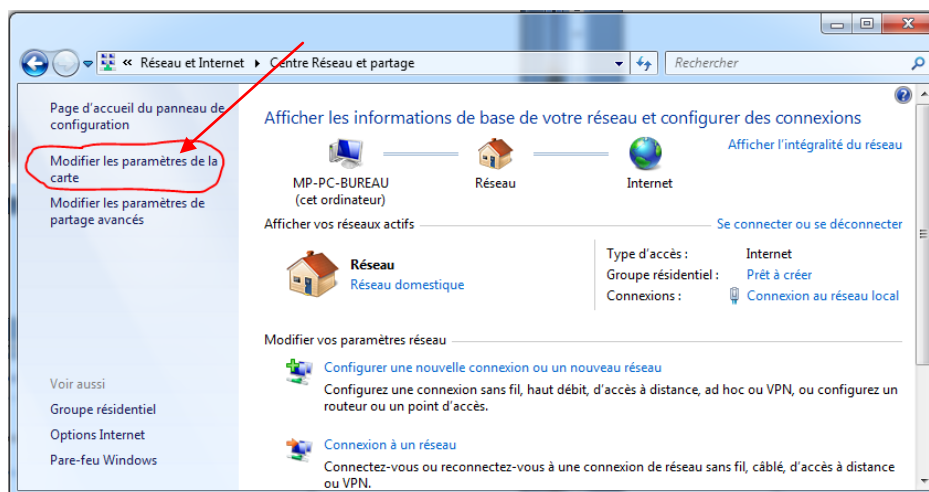 « Réseau et Internet ▸ Centre Réseau et partage
Rechercher
Page d'accueil du panneau de
configuration
Modifier les paramètres de la
carte
Modifier les paramètres de
partage avancés
Voir aussi
Groupe résidentiel
Options Internet
Pare-feu Windows
Afficher les informations de base de votre réseau et configurer des connexions
Afficher l'intégralité du réseau
MP-PC-BUREAU
(cet ordinateur)
Réseau
Internet
Afficher vos réseaux actifs
Se connecter ou se déconnecter
Réseau
Réseau domestique
Type d'accès : Internet
Groupe résidentiel : Prêt à créer
Connexions : Connexion au réseau local
Modifier vos paramètres réseau
Configurer une nouvelle connexion ou un nouveau réseau
Configurez une connexion sans fil, haut débit, d'accès à distance, ad hoc ou VPN, ou configurez un
routeur ou un point d'accès.
Connexion à un réseau
Connectez-vous ou reconnectez-vous à une connexion de réseau sans fil, câblé, d'accès à distance
ou VPN.